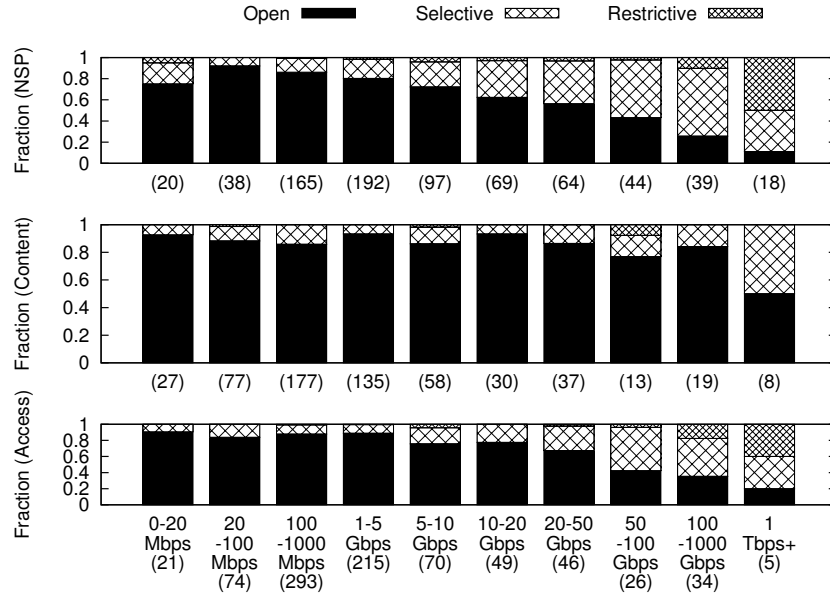 Open Selective Restrictive
Fraction (NSP)
1
0.8
0.6
0.4
0.2
0
(20) (38) (165) (192) (97) (69) (64) (44) (39) (18)
Fraction (Content)
1
0.8
0.6
0.4
0.2
0
(27) (77) (177) (135) (58) (30) (37) (13) (19) (8)
Fraction (Access)
1
0.8
0.6
0.4
0.2
0
0-20 20 100 1-5 5-10 10-20 20-50 50 100 1
Mbps -100 -1000 Gbps Gbps Gbps Gbps -100 -1000 Tbps+
(21) Mbps Mbps (215) (70) (49) (46) Gbps Gbps (5)
(74) (293) (26) (34)